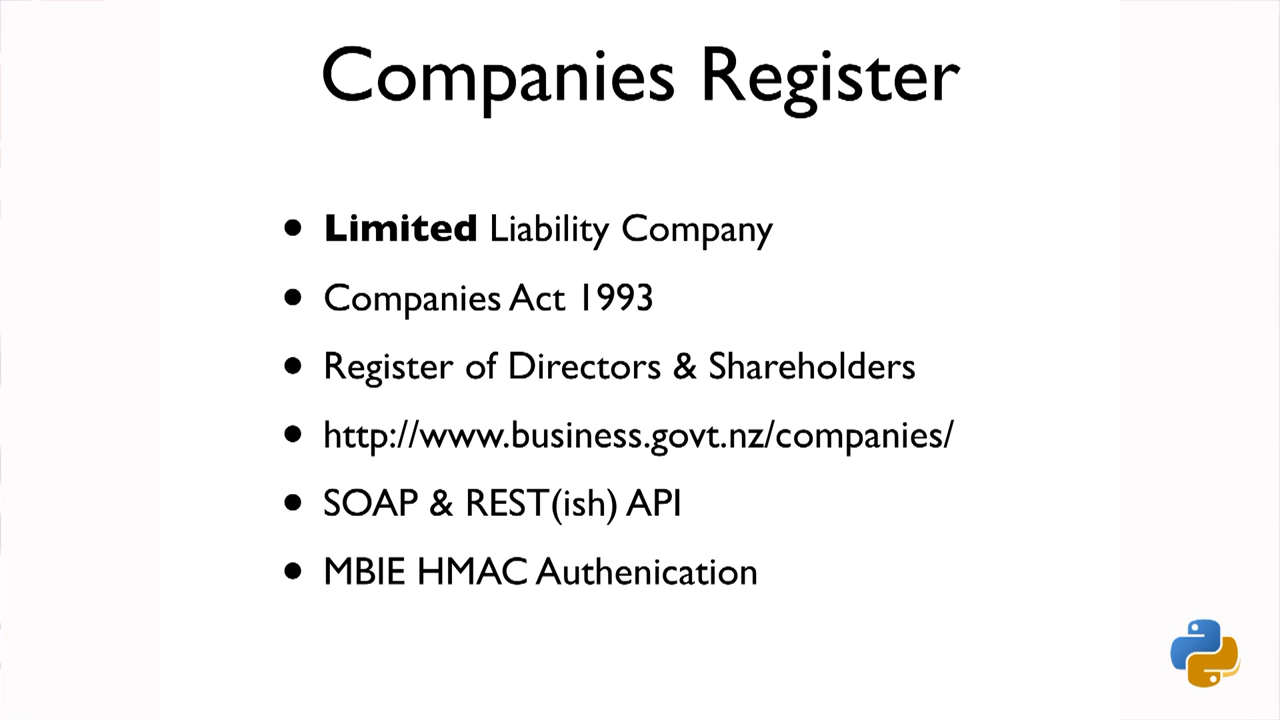 Companies Register
• Limited Liability Company
• Companies Act 1993
• Register of Directors & Shareholders
• http://www.business.govt.nz/companies/
• SOAP & REST(ish) API
• MBIE HMAC Authenication